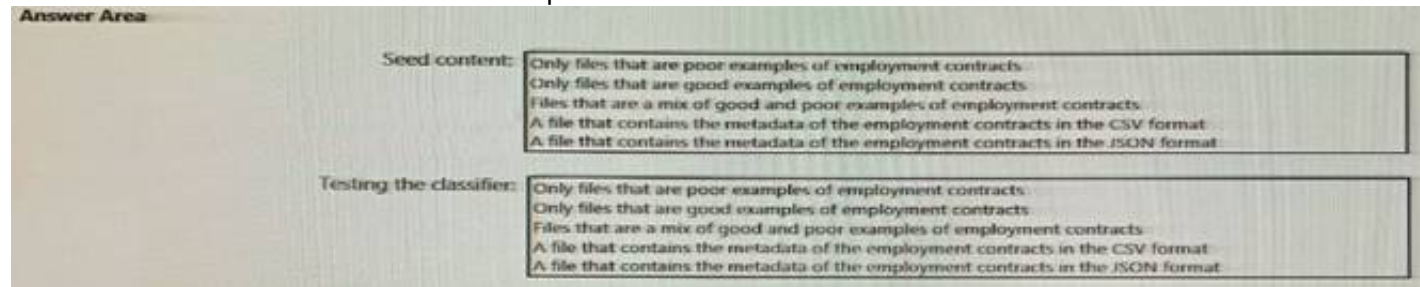 Answer Area
Seed content:
Only files that are poor examples of employment contracts
Only files that are good examples of employment contracts
Files that are a mix of good and poor examples of employment contracts
A file that contains the metadata of the employment contracts in the CSV format
A file that contains the metadata of the employment contracts in the JSON format
Testing the classifier:
Only files that are poor examples of employment contracts
Only files that are good examples of employment contracts
Files that are a mix of good and poor examples of employment contracts
A file that contains the metadata of the employment contracts in the CSV format
A file that contains the metadata of the employment contracts in the JSON format